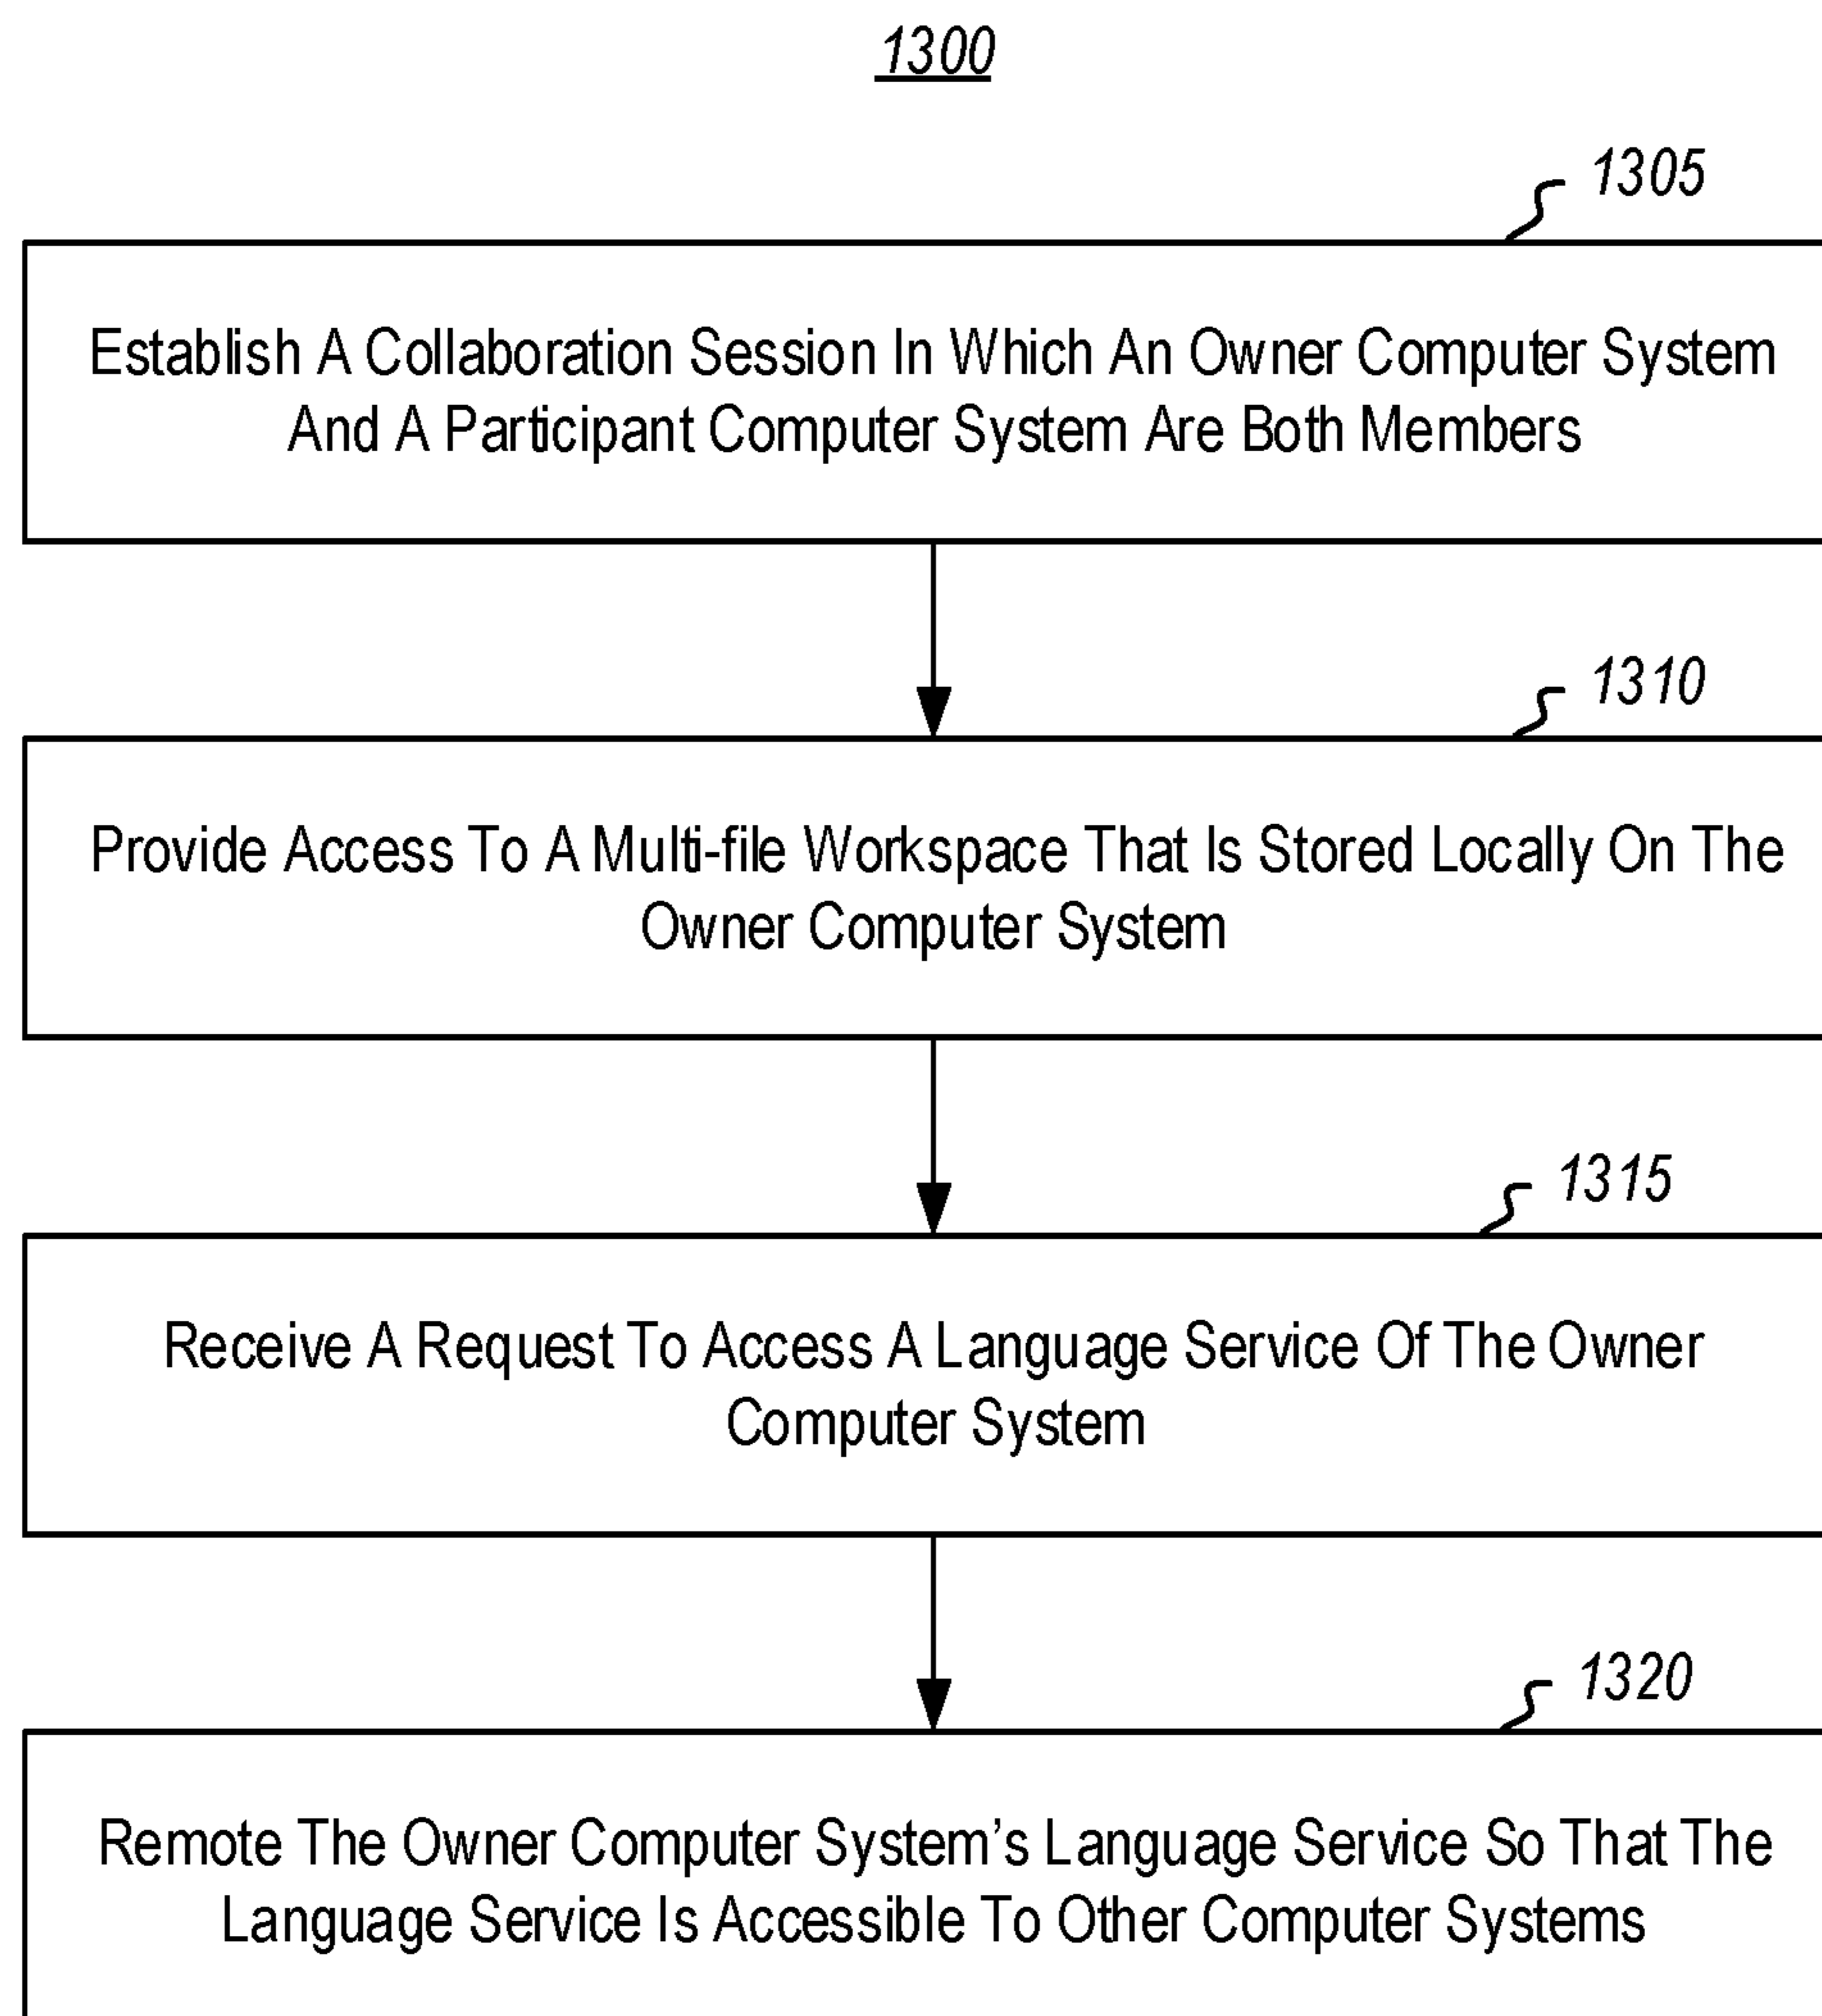 1300
1305
Establish A Collaboration Session In Which An Owner Computer System
And A Participant Computer System Are Both Members
1310
Provide Access To A Multi-file Workspace That Is Stored Locally On The
Owner Computer System
1315
Receive A Request To Access A Language Service Of The Owner
Computer System
1320
Remote The Owner Computer System's Language Service So That The
Language Service Is Accessible To Other Computer Systems